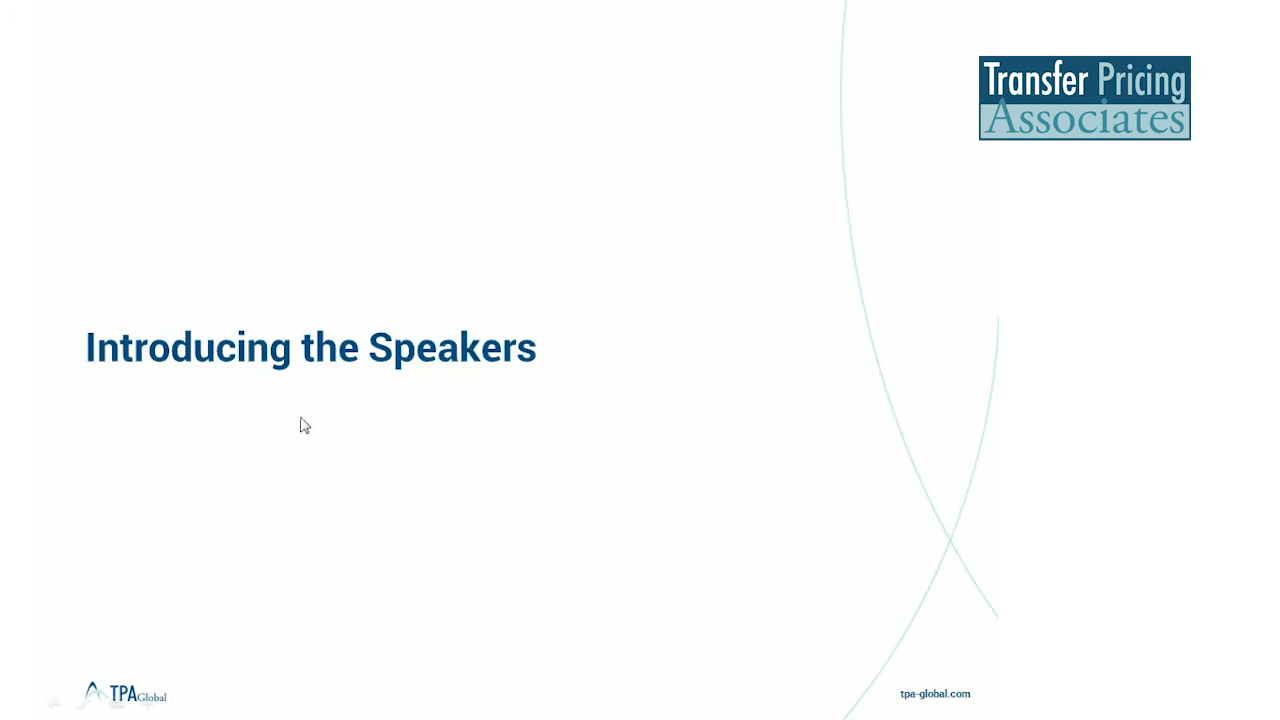 Transfer Pricing
Associates
Introducing the Speakers
TPA Global
tpa-global.com